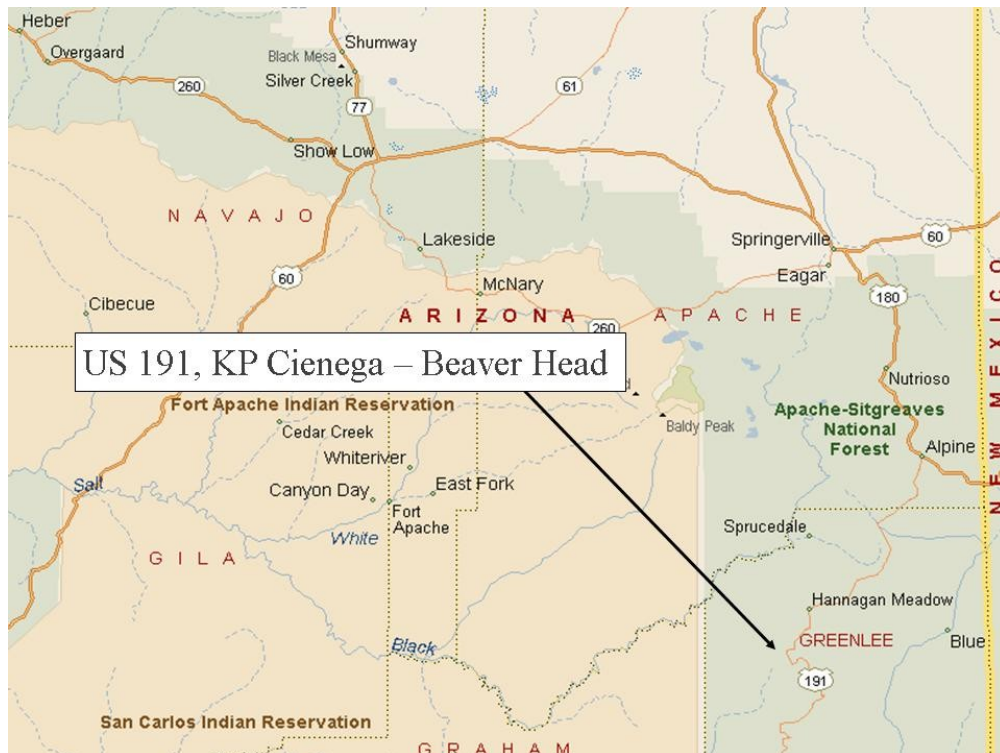 Heber
Overgaard
Shumway
Black Mesa
Silver Creek
260
77
61
Show Low
NAVAJO
Lakeside
Springerville
60
Eagar
60
McNary
180
Cibecue
ARIZONA
APACHE
260
NEW MEXICO
US 191, KP Cienega – Beaver Head
Nutrioso
Fort Apache Indian Reservation
Apache-Sitgreaves
National
Forest
Baldy Peak
Cedar Creek
Alpine
Whiteriver
Salt
Canyon Day
East Fork
Fort
Apache
Sprucedale
White
GILA
Hannagan Meadow
Black
GREENLEE
Blue
191
San Carlos Indian Reservation
GRAHAM